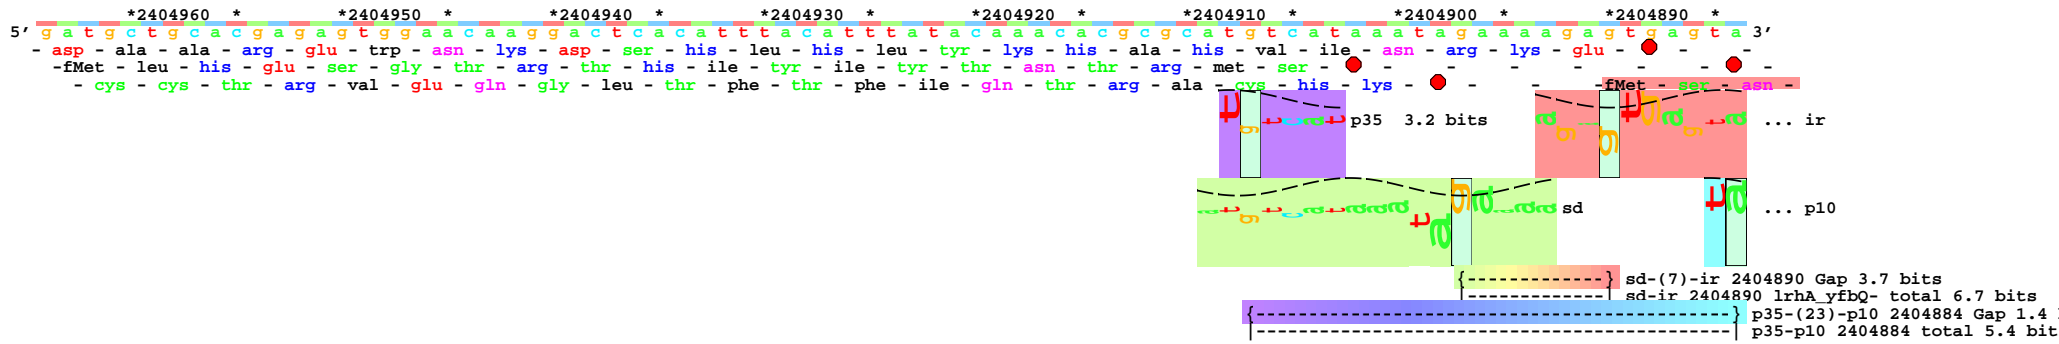 *2404960 * *2404950 * *2404940 * *2404930 * *2404920 * *2404910 * *2404900 * *2404890 *
5' g a t g c t g c a c g a g a g t g g a a c a a g g a c t c a c a t t t a c a t t t a t a c a a a c a c g c g c a t g t c a t a a a t a g a a a a g a g t g a g t a 3'
- asp - ala - ala - arg - glu - trp - asn - lys - asp - ser - his - leu - his - leu - tyr - lys - his - ala - his - val - ile - asn - arg - lys - glu - - -
-fMet - leu - his - glu - ser - gly - thr - arg - thr - his - ile - tyr - ile - tyr - thr - asn - thr - arg - met - ser - - - - - - - -
- cys - cys - thr - arg - val - glu - gln - gly - leu - thr - phe - thr - phe - ile - gln - thr - arg - ala - cys - his - lys - - - -fMet - ser - asn -
t g t c a t p35 3.2 bits a g a g t g a g t a ... ir
a t g t c a t a a a t a g a a a a sd t a ... p10
{--------------} sd-(7)-ir 2404890 Gap 3.7 bits
|--------------| sd-ir 2404890 lrhA_yfbQ- total 6.7 bits
{----------------------------------------------} p35-(23)-p10 2404884 Gap 1.4
|----------------------------------------------| p35-p10 2404884 total 5.4 bit